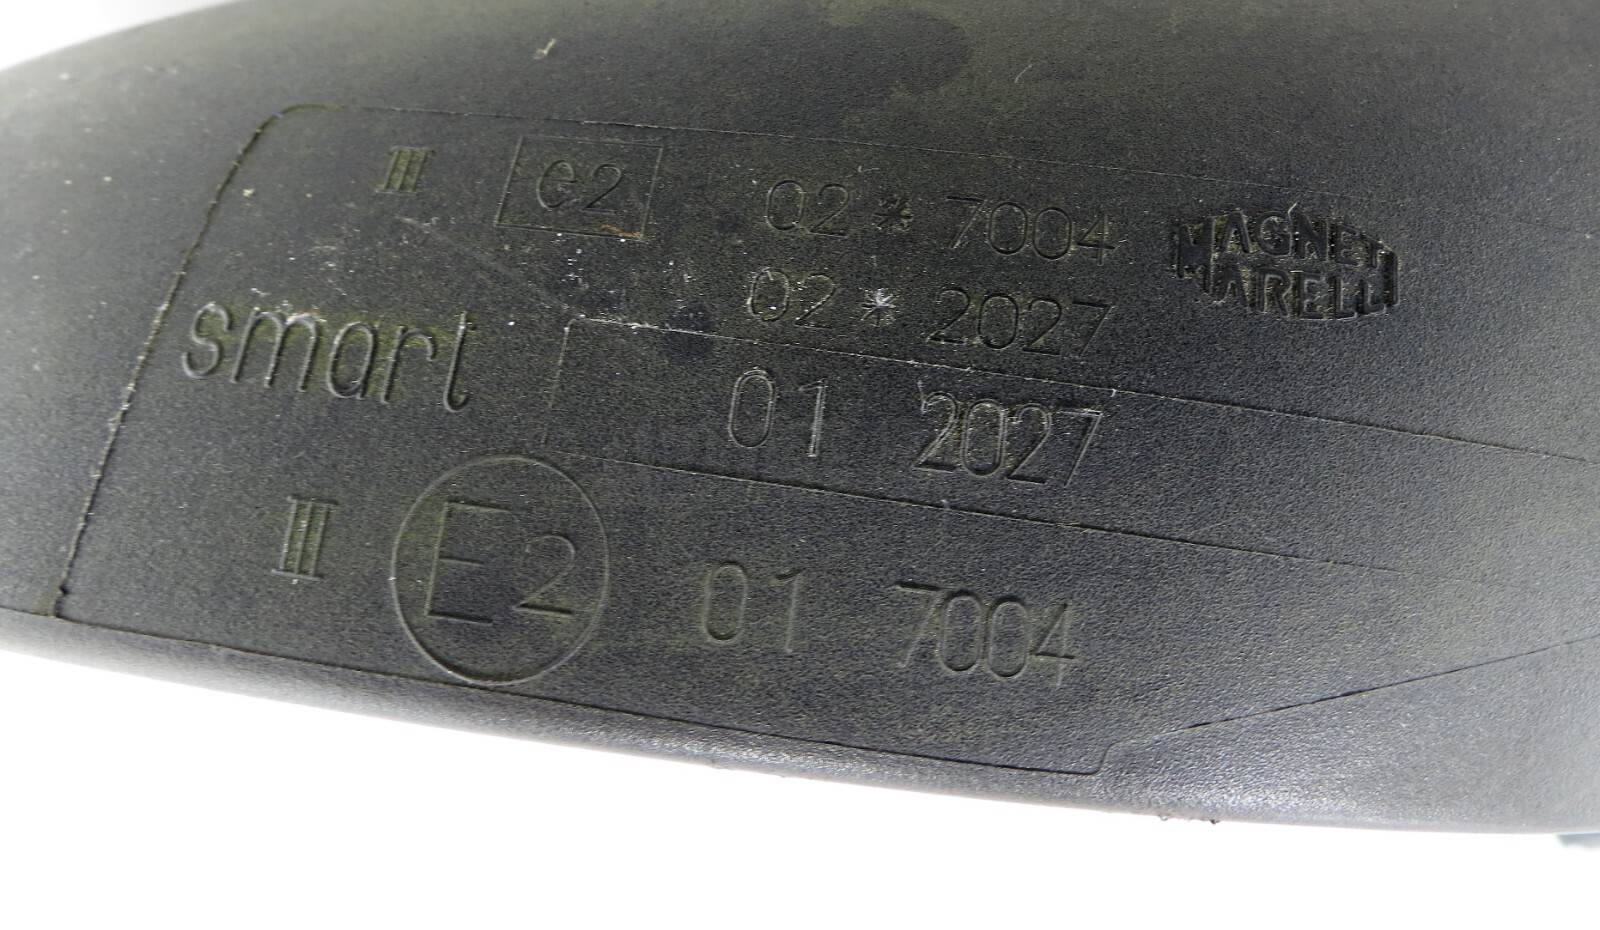 III e2 02 * 7004
MAGNETI
MARELLI
02 * 2027
smart 01 2027
III E2 01 7004